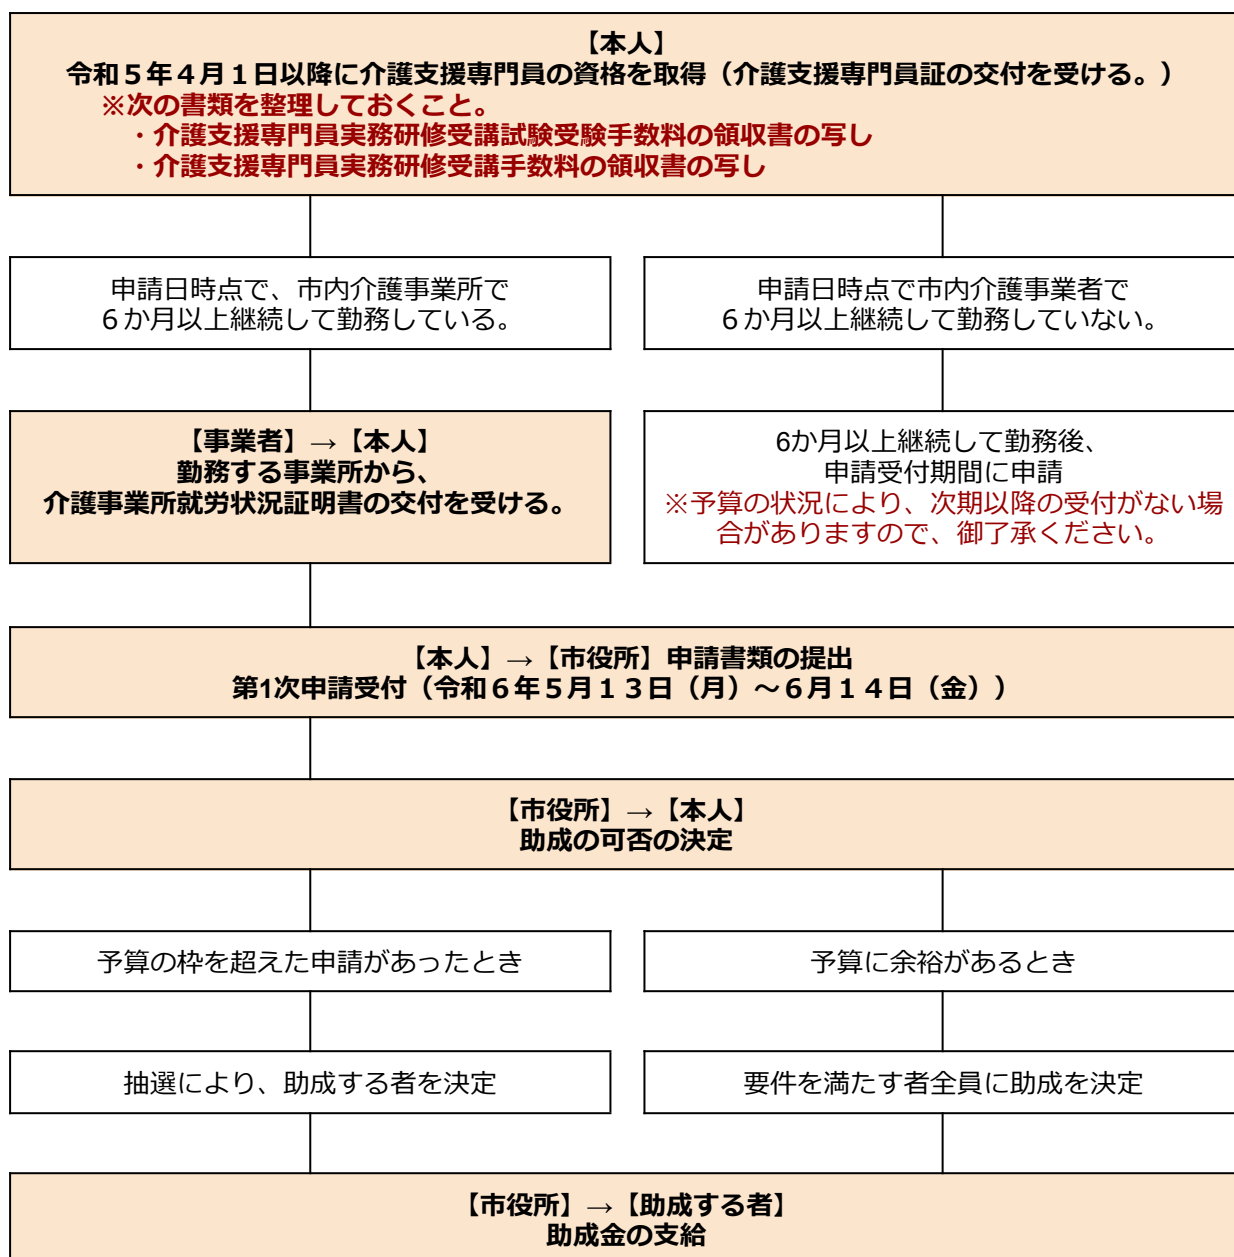 【本人】
令和５年４月１日以降に介護支援専門員の資格を取得（介護支援専門員証の交付を受ける。）
※次の書類を整理しておくこと。
・介護支援専門員実務研修受講試験受験手数料の領収書の写し
・介護支援専門員実務研修受講手数料の領収書の写し
申請日時点で、市内介護事業所で
６か月以上継続して勤務している。
申請日時点で市内介護事業者で
６か月以上継続して勤務していない。
【事業者】→【本人】
勤務する事業所から、
介護事業所就労状況証明書の交付を受ける。
6か月以上継続して勤務後、
申請受付期間に申請
※予算の状況により、次期以降の受付がない場
合がありますので、御了承ください。
【本人】→【市役所】申請書類の提出
第1次申請受付（令和６年５月１３日（月）～６月１４日（金））
【市役所】→【本人】
助成の可否の決定
予算の枠を超えた申請があったとき
予算に余裕があるとき
抽選により、助成する者を決定
要件を満たす者全員に助成を決定
【市役所】→【助成する者】
助成金の支給